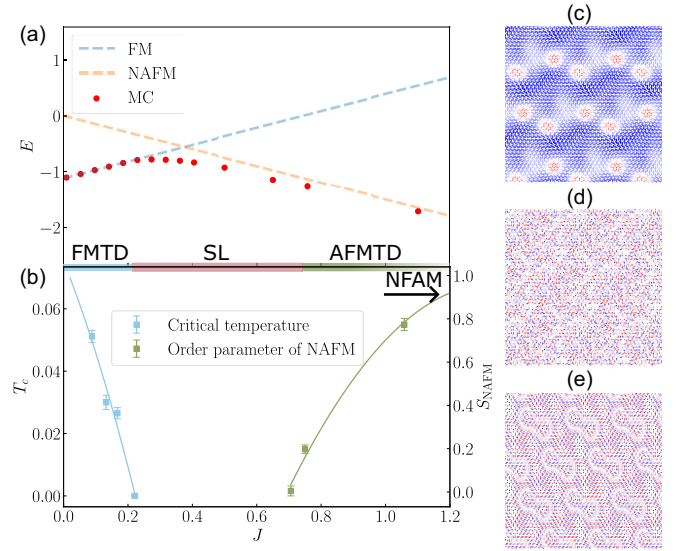 (a)
FM
NAFM
MC
1
0
−1
−2
E
FMTD
SL
AFMTD
(b)
NFAM
Critical temperature
Order parameter of NAFM
0.06
0.04
0.02
0.00
T_c
1.0
0.8
0.6
0.4
0.2
0.0
S_NAFM
0.0
0.2
0.4
0.6
0.8
1.0
1.2
J
(c)
(d)
(e)